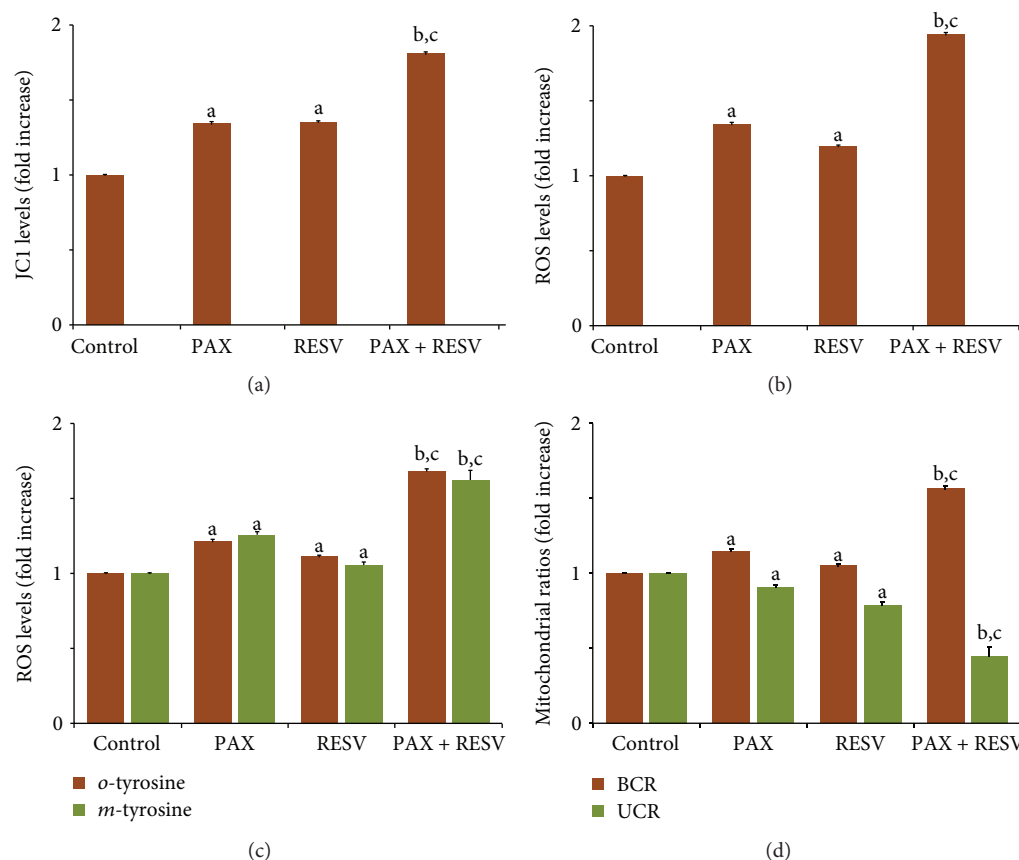 JC1 levels (fold increase)
2
1
0
a
a
b,c
Control PAX RESV PAX + RESV
(a)
ROS levels (fold increase)
2
1
0
a
a
b,c
Control PAX RESV PAX + RESV
(b)
ROS levels (fold increase)
2
1
0
a a
a a
b,c b,c
Control PAX RESV PAX + RESV
o-tyrosine
m-tyrosine
(c)
Mitochondrial ratios (fold increase)
2
1
0
a
a
a
a
b,c
b,c
Control PAX RESV PAX + RESV
BCR
UCR
(d)